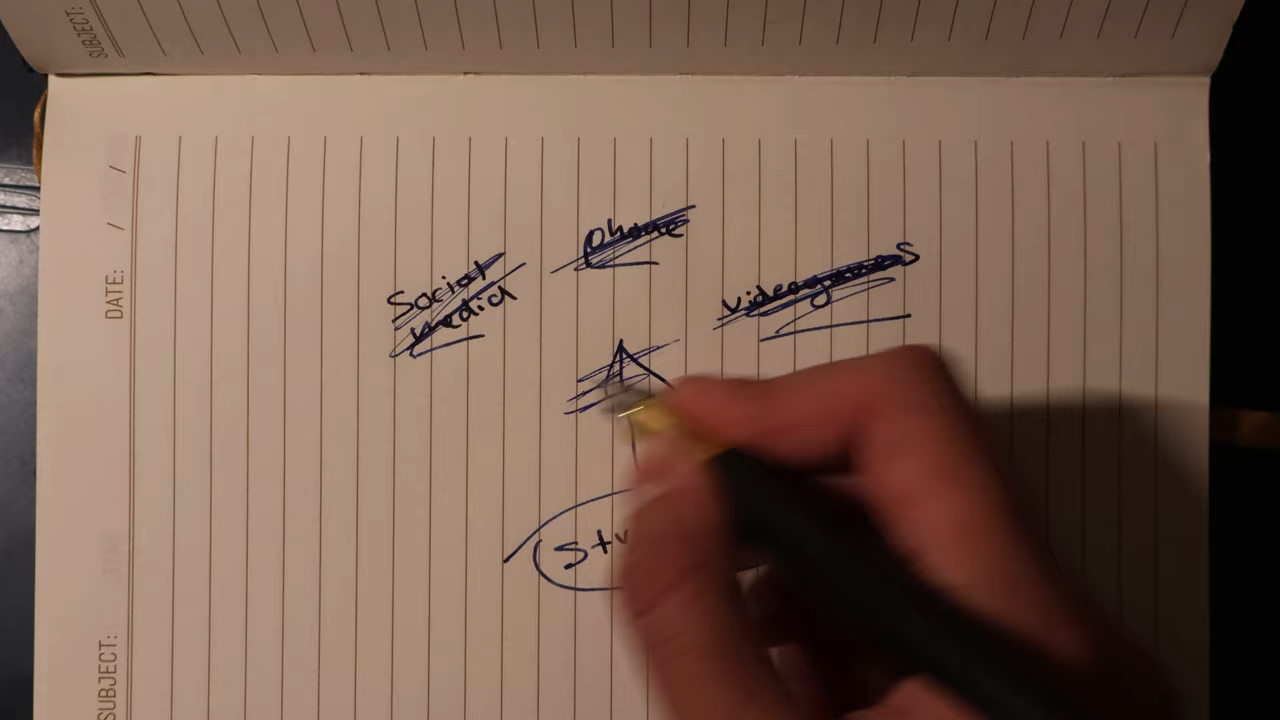 SUBJECT:
DATE: / /
phone
Social
media
videogames
SUBJECT: